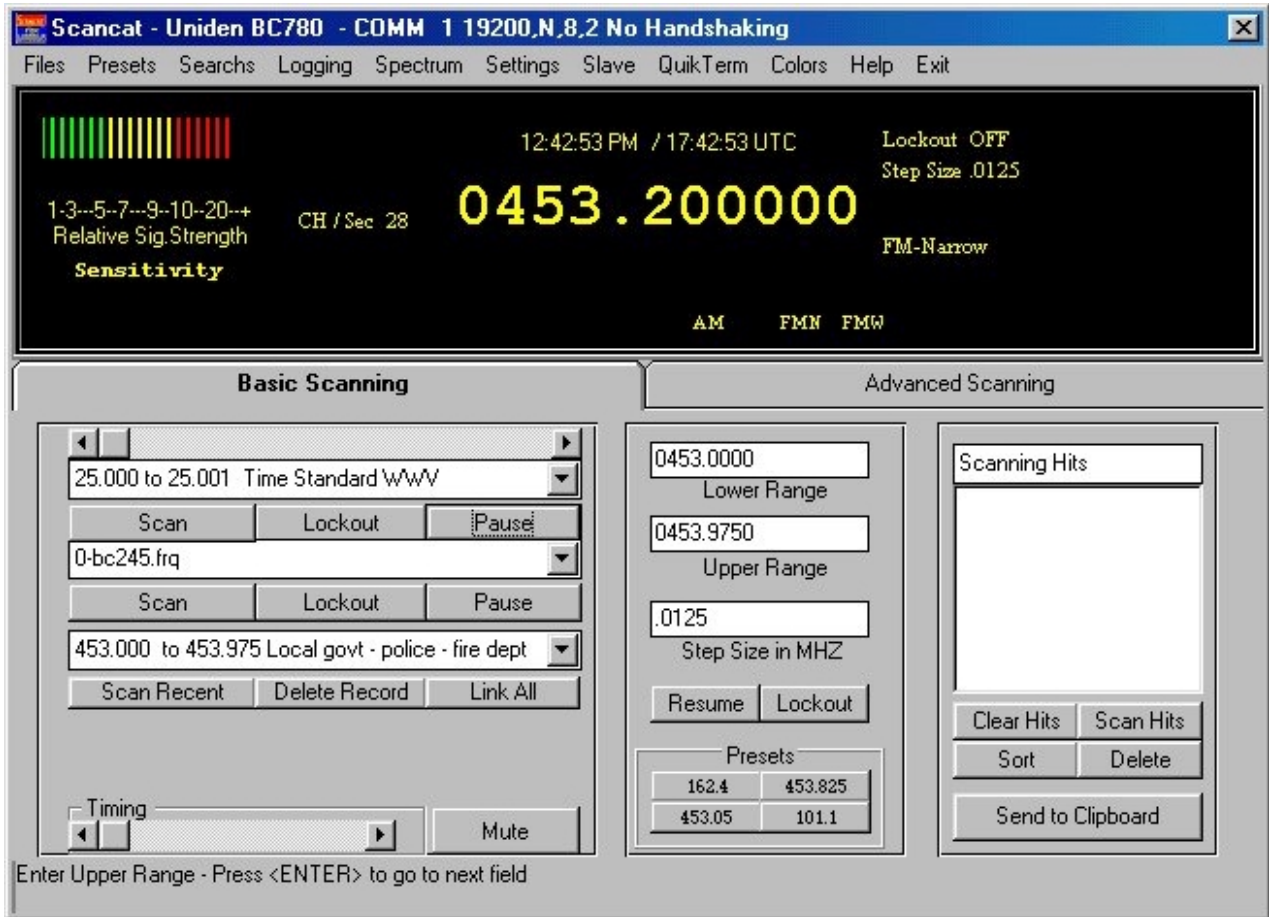 Scancat - Uniden BC780 - COMM 1 19200,N,8,2 No Handshaking
Files Presets Searchs Logging Spectrum Settings Slave QuikTerm Colors Help Exit
12:42:53 PM / 17:42:53 UTC
Lockout OFF
Step Size .0125
1-3---5--7---9--10--20--+
Relative Sig.Strength
Sensitivity
CH / Sec 28
0453.200000
FM-Narrow
AM FMN FMW
Basic Scanning
Advanced Scanning
25.000 to 25.001 Time Standard WWV
Scan Lockout Pause
0-bc245.frq
Scan Lockout Pause
453.000 to 453.975 Local govt - police - fire dept
Scan Recent Delete Record Link All
Timing
Mute
0453.0000
Lower Range
0453.9750
Upper Range
.0125
Step Size in MHZ
Resume Lockout
Presets
162.4 453.825
453.05 101.1
Scanning Hits
Clear Hits Scan Hits
Sort Delete
Send to Clipboard
Enter Upper Range - Press <ENTER> to go to next field